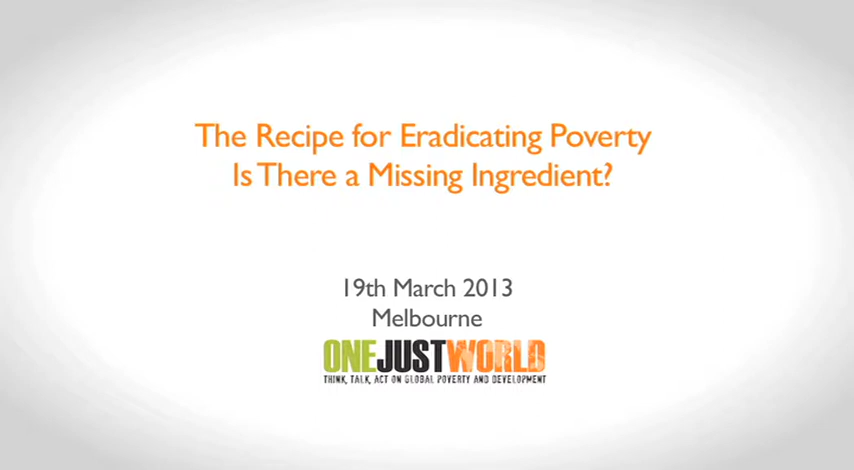 The Recipe for Eradicating Poverty
Is There a Missing Ingredient?
19th March 2013
Melbourne
ONEJUSTWORLD
THINK, TALK, ACT ON GLOBAL POVERTY AND DEVELOPMENT